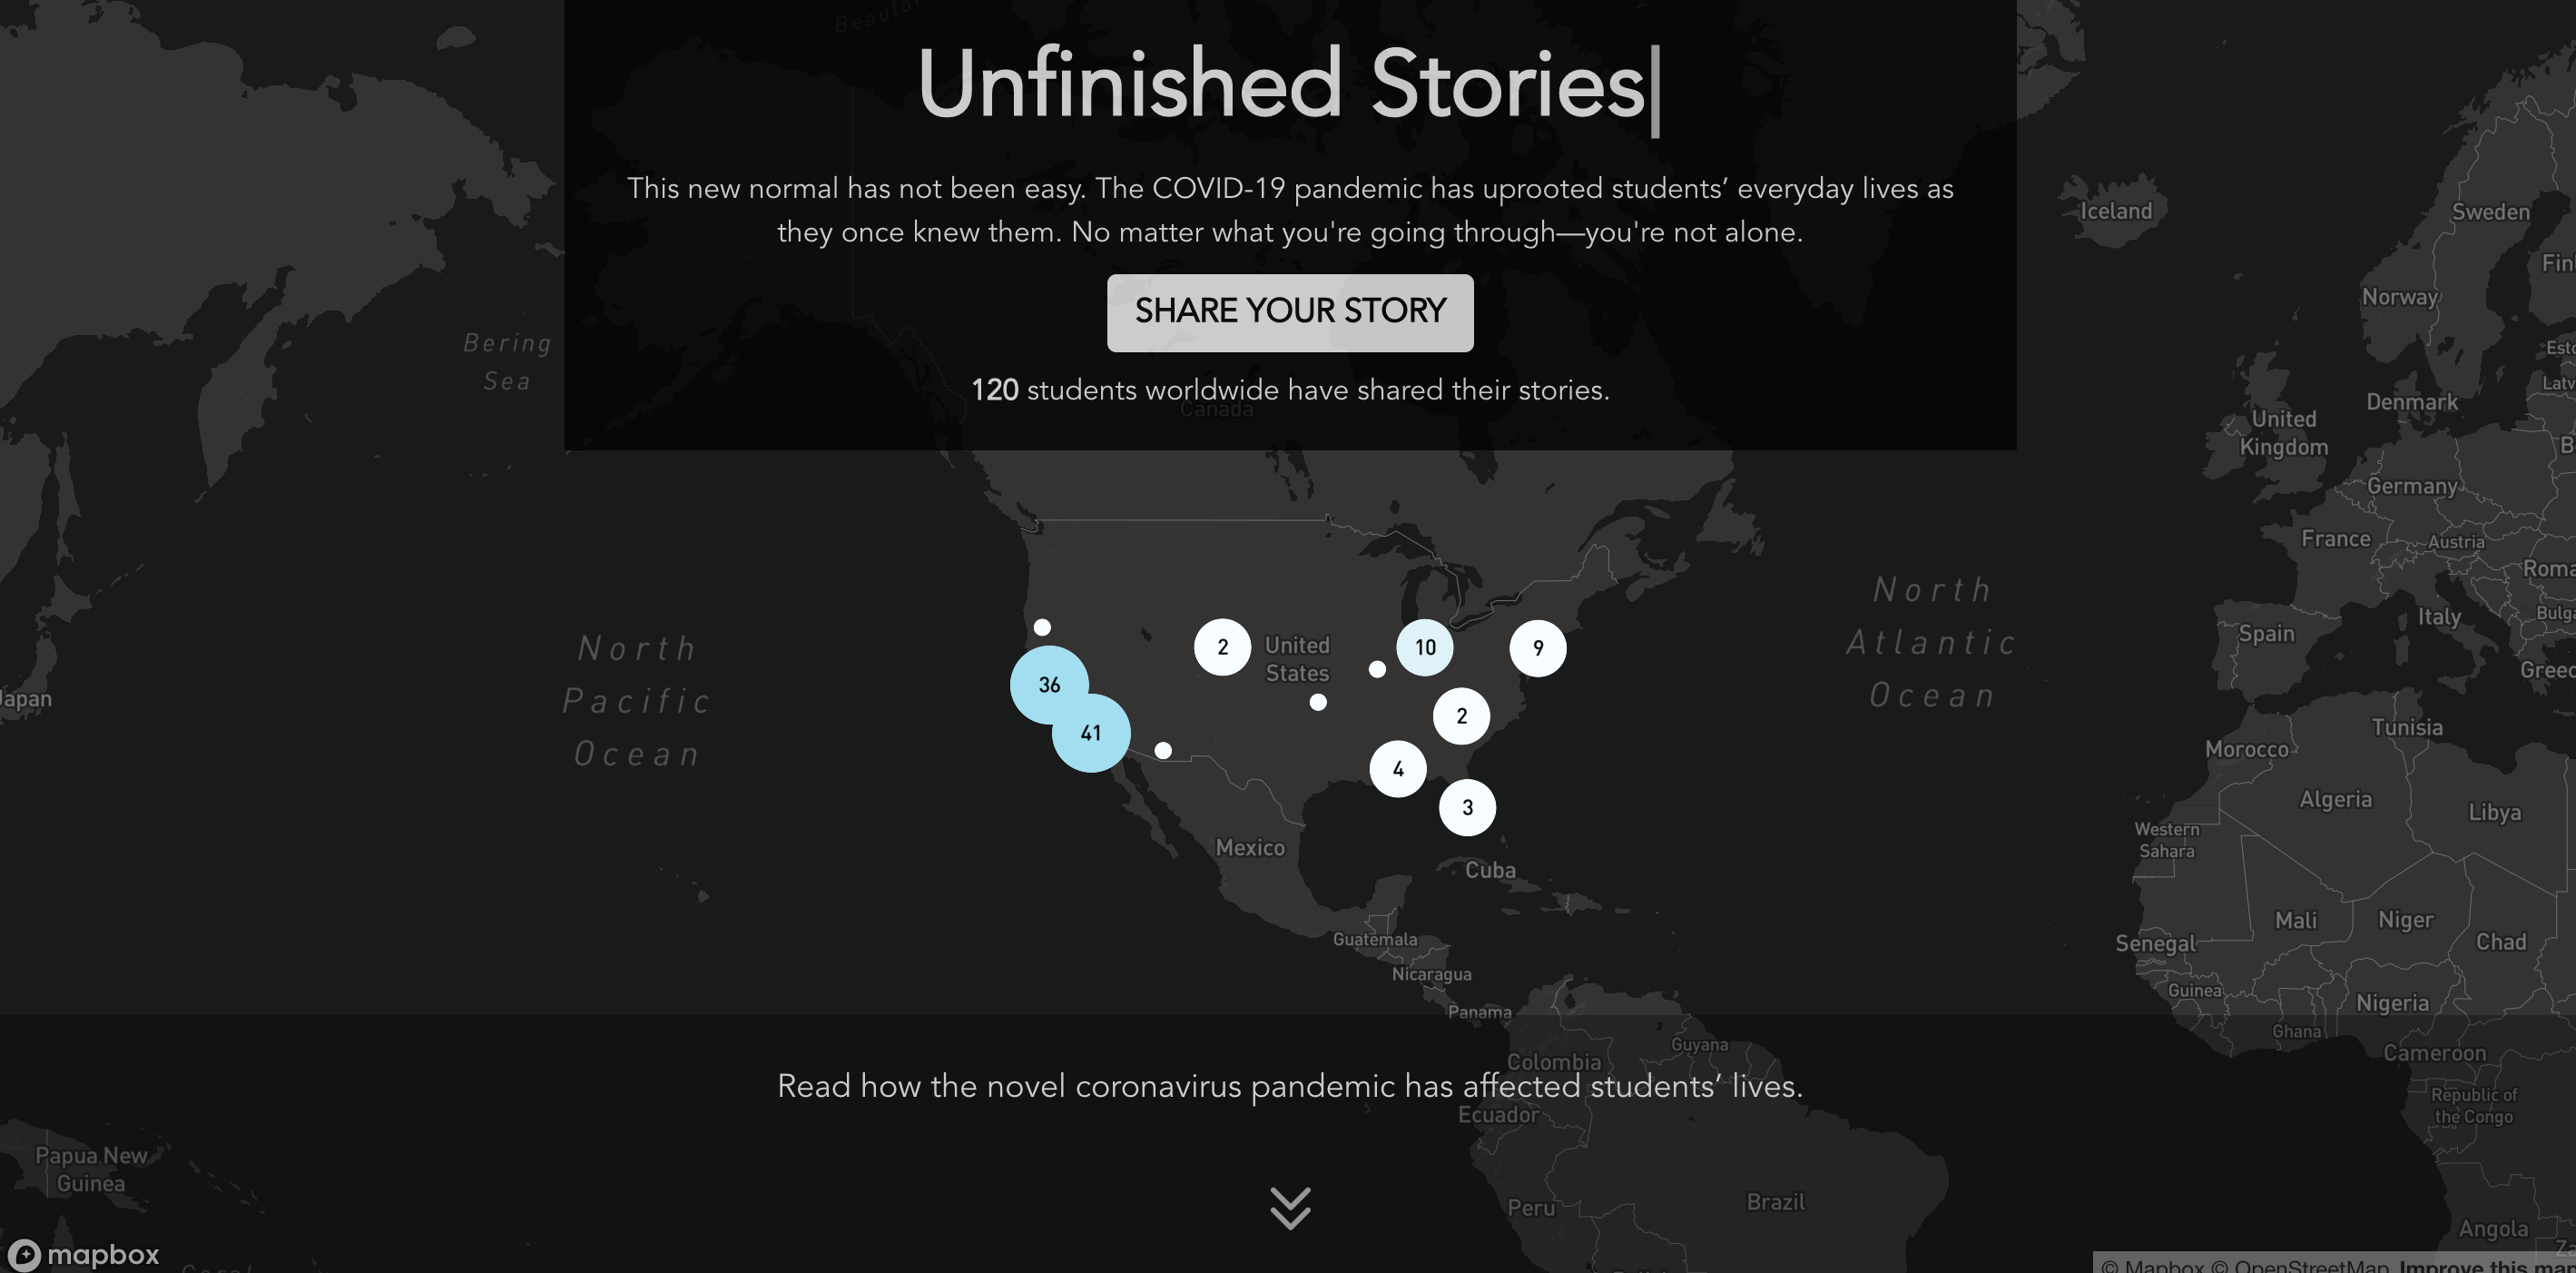 Beaufo
Unfinished Stories
This new normal has not been easy. The COVID-19 pandemic has uprooted students’ everyday lives as
they once knew them. No matter what you're going through—you're not alone.
SHARE YOUR STORY
120 students worldwide have shared their stories.
Canada
Iceland
Sweden
Fin
Norway
Bering
Sea
Esto
Latv
Denmark
United
Kingdom
B
Germany
France
Austria
Roma
Bulga
Italy
Spain
Greec
North
Atlantic
Ocean
North
Pacific
Ocean
Japan
2
United
States
10
9
36
2
41
4
3
Tunisia
Morocco
Algeria
Libya
Western
Sahara
Mexico
Cuba
Mali
Niger
Chad
Senegal
Guatemala
Nicaragua
Guinea
Nigeria
Panama
Ghana
Guyana
Cameroon
Colombia
Read how the novel coronavirus pandemic has affected students’ lives.
Ecuador
Republic of
the Congo
Papua New
Guinea
Peru
Brazil
Angola
Za
mapbox
Coral
© Mapbox © OpenStreetMap Improve this map